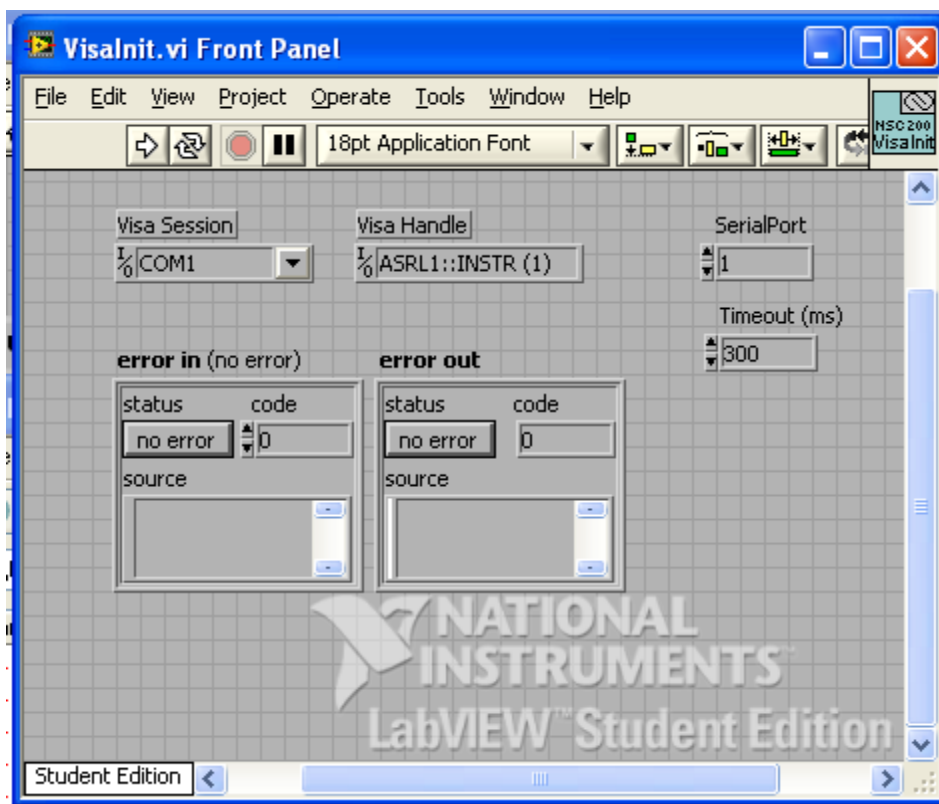 VisaInit.vi Front Panel
File Edit View Project Operate Tools Window Help
18pt Application Font
NSC200
VisaInit
Visa Session Visa Handle SerialPort
COM1 ASRL1::INSTR (1) 1
Timeout (ms)
300
error in (no error) error out
status code status code
no error 0 no error 0
source source
NATIONAL
INSTRUMENTS
LabVIEW™ Student Edition
Student Edition